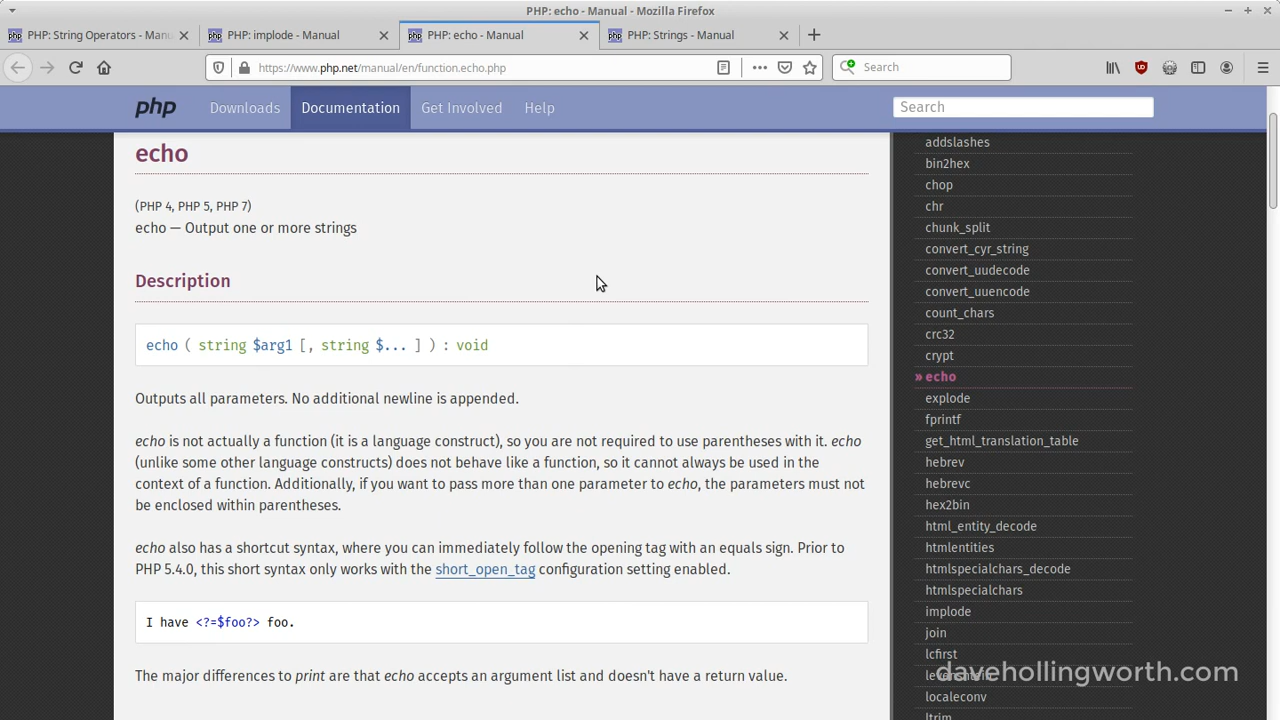 PHP: echo - Manual - Mozilla Firefox
PHP: String Operators - Manu
PHP: implode - Manual
PHP: echo - Manual
PHP: Strings - Manual
https://www.php.net/manual/en/function.echo.php
Search
php
Downloads
Documentation
Get Involved
Help
Search
echo
(PHP 4, PHP 5, PHP 7)
echo — Output one or more strings
Description
echo ( string $arg1 [, string $... ] ) : void
Outputs all parameters. No additional newline is appended.
echo is not actually a function (it is a language construct), so you are not required to use parentheses with it. echo
(unlike some other language constructs) does not behave like a function, so it cannot always be used in the
context of a function. Additionally, if you want to pass more than one parameter to echo, the parameters must not
be enclosed within parentheses.
echo also has a shortcut syntax, where you can immediately follow the opening tag with an equals sign. Prior to
PHP 5.4.0, this short syntax only works with the short_open_tag configuration setting enabled.
I have <?=$foo?> foo.
The major differences to print are that echo accepts an argument list and doesn't have a return value.
addslashes
bin2hex
chop
chr
chunk_split
convert_cyr_string
convert_uudecode
convert_uuencode
count_chars
crc32
crypt
» echo
explode
fprintf
get_html_translation_table
hebrev
hebrevc
hex2bin
html_entity_decode
htmlentities
htmlspecialchars_decode
htmlspecialchars
implode
join
lcfirst
levenshtein
localeconv
ltrim
davehollingworth.com